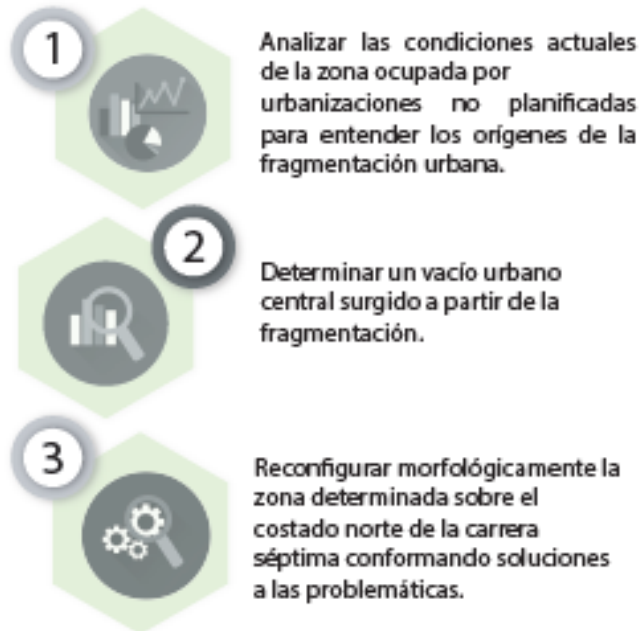 1
Analizar las condiciones actuales
de la zona ocupada por
urbanizaciones no planificadas
para entender los orígenes de la
fragmentación urbana.
2
Determinar un vacío urbano
central surgido a partir de la
fragmentación.
3
Reconfigurar morfológicamente la
zona determinada sobre el
costado norte de la carrera
séptima conformando soluciones
a las problemáticas.